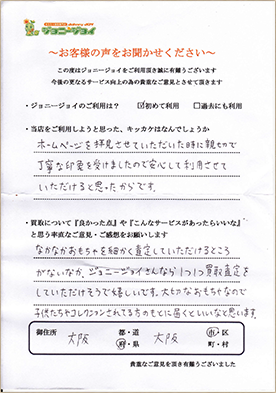 ジョニージョイ
～お客様の声をお聞かせください～
この度はジョニージョイをご利用頂き誠に有難うございます
今後の更なるサービス向上の為の貴重なご意見とさせて頂きます
・ジョニージョイのご利用は？ ☑初めて利用 □過去にも利用
・当店をご利用しようと思った、キッカケはなんでしょうか
ホームページを拝見させていただいた時に親切で
丁寧な印象を受けましたので安心して利用させて
いただけると思ったからです。
・買取について『良かった点』や『こんなサービスがあったらいいな』
と思う率直なご意見・ご感想をお願いします
なかなかおもちゃを細かく査定していただけるところ
がないなか、ジョニージョイさんなら1つ1つ買取査定を
していただけそうで嬉しいです。大切なおもちゃなので
子供たちやコレクションされてる方のもとに届くといいなと思います。
御住所 大阪 都・道・府・県 大阪 市・区・町・村
貴重なご意見を頂き有難うございました